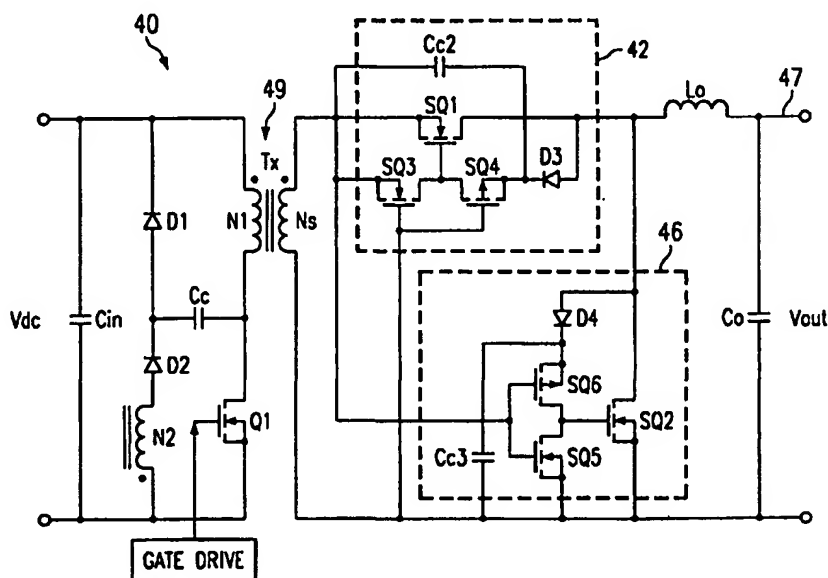 40
Cc2
42
49
SQ1
Lo
47
Tx
SQ3
SQ4
D3
D1
N1
Ns
46
Cc
D4
Vdc
Cin
Co
Vout
D2
SQ6
N2
Q1
SQ2
Cc3
SQ5
GATE DRIVE